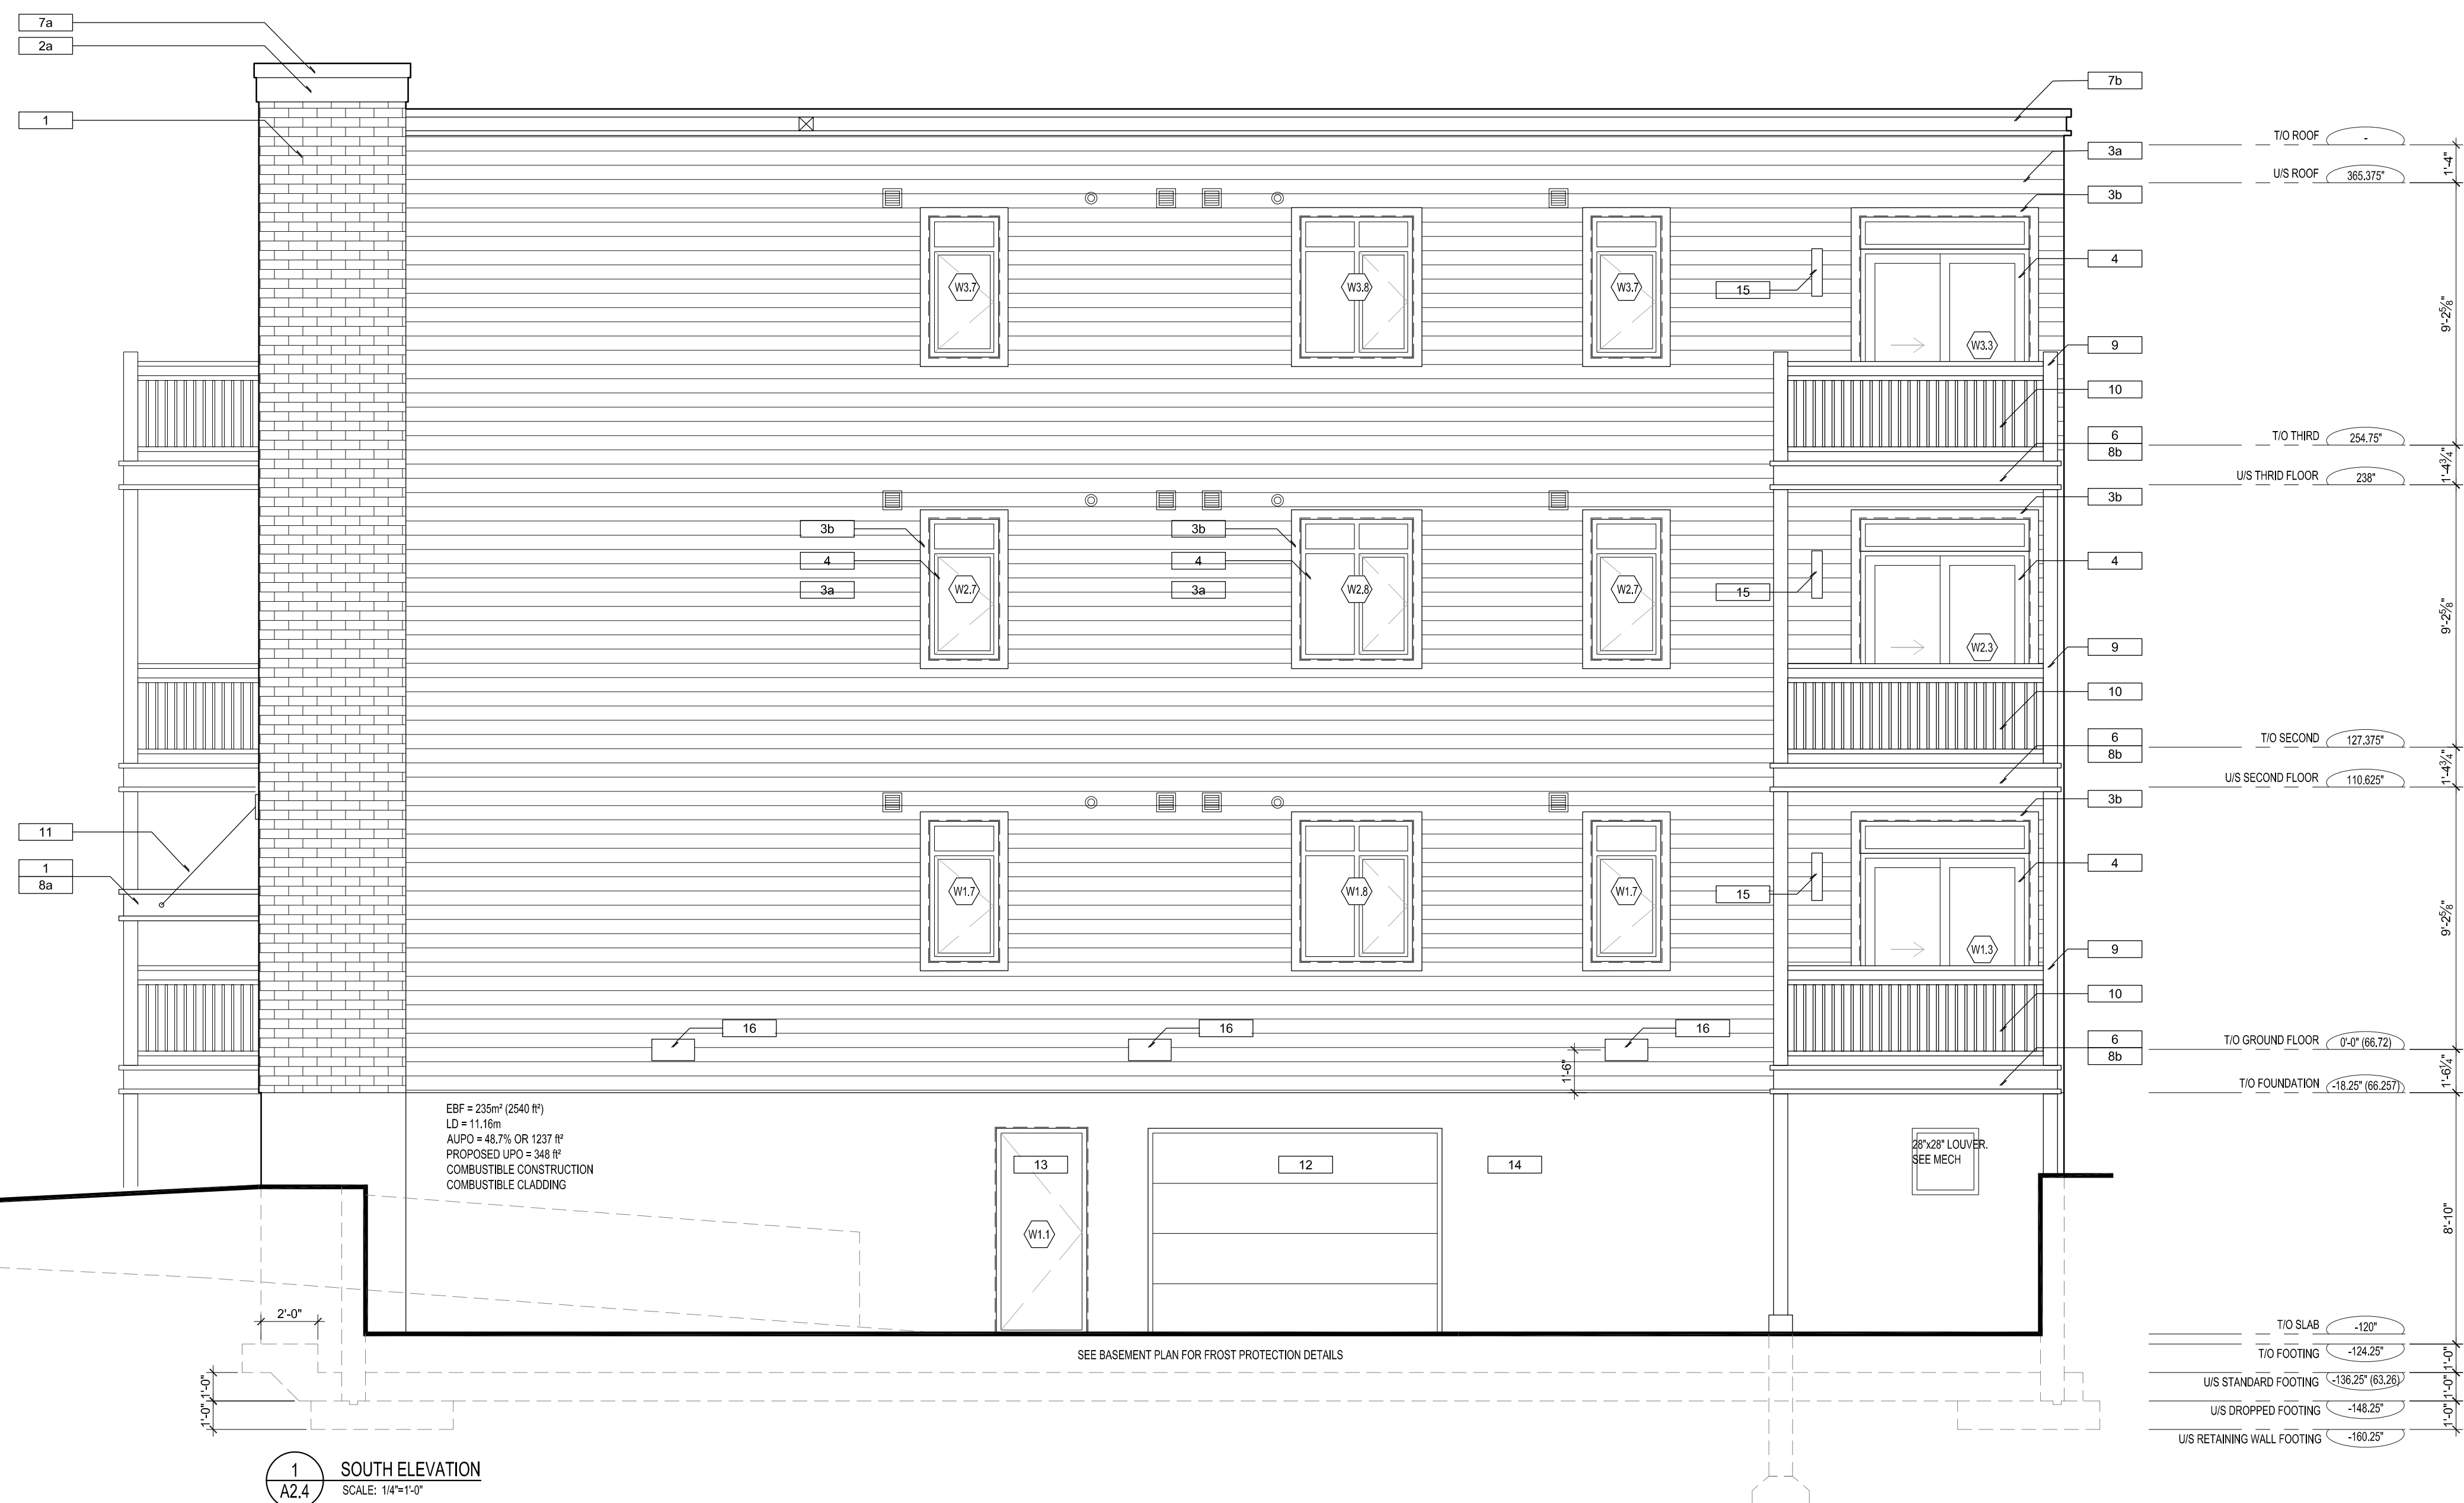 7a
2a
1
7b
T/O ROOF -
3a
1'-4"
U/S ROOF 365.375"
3b
4
W3.7
W3.8
W3.7
15
9'-2⅝"
W3.3
9
10
6
8b
T/O THIRD 254.75"
1'-4¾"
U/S THRID FLOOR 238"
3b
3b
4
3a
W2.7
3b
4
3a
W2.8
W2.7
15
4
9'-2⅝"
W2.3
9
10
6
8b
T/O SECOND 127.375"
1'-4¾"
U/S SECOND FLOOR 110.625"
3b
11
1
8a
W1.7
W1.8
W1.7
15
4
9'-2⅝"
W1.3
9
10
16
16
16
6
8b
T/O GROUND FLOOR 0'-0" (66.72)
1'-6"
1'-6¼"
T/O FOUNDATION -18.25" (66.257)
EBF = 235m² (2540 ft²)
LD = 11.16m
AUPO = 48.7% OR 1237 ft²
PROPOSED UPO = 348 ft²
COMBUSTIBLE CONSTRUCTION
COMBUSTIBLE CLADDING
13
12
14
28"x28" LOUVER.
SEE MECH
W1.1
8'-10"
2'-0"
T/O SLAB -120"
SEE BASEMENT PLAN FOR FROST PROTECTION DETAILS
T/O FOOTING -124.25"
1'-0"
1'-0"
U/S STANDARD FOOTING -136.25" (63.26)
1'-0"
1'-0"
U/S DROPPED FOOTING -148.25"
1'-0"
U/S RETAINING WALL FOOTING -160.25"
1
A2.4
SOUTH ELEVATION
SCALE: 1/4"=1'-0"